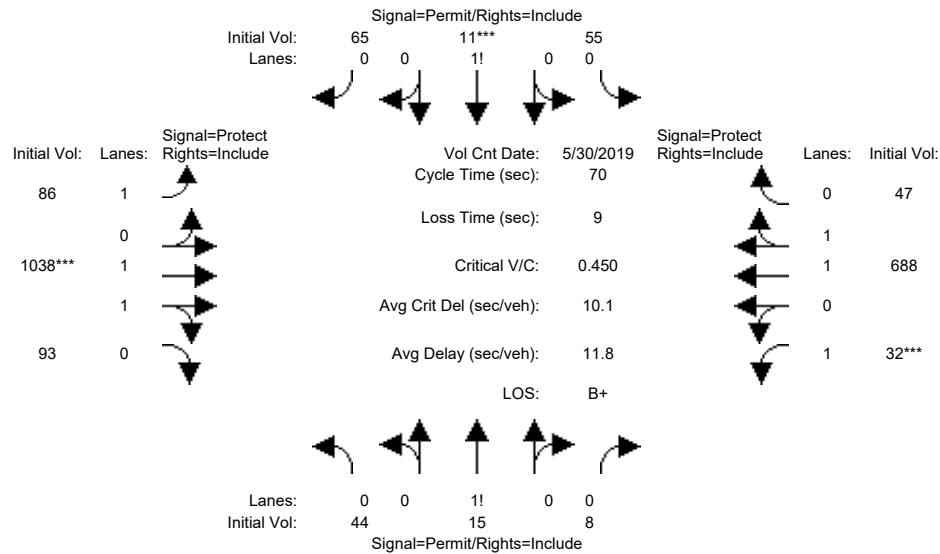 Signal=Permit/Rights=Include
Initial Vol: 65 11*** 55
Lanes: 0 0 1! 0 0
Signal=Protect Signal=Protect
Initial Vol: Lanes: Rights=Include Vol Cnt Date: 5/30/2019 Rights=Include Lanes: Initial Vol:
Cycle Time (sec): 70
86 1 0 47
Loss Time (sec): 9
0 1
1038*** 1 Critical V/C: 0.450 1 688
1 Avg Crit Del (sec/veh): 10.1 0
93 0 Avg Delay (sec/veh): 11.8 1 32***
LOS: B+
Lanes: 0 0 1! 0 0
Initial Vol: 44 15 8
Signal=Permit/Rights=Include